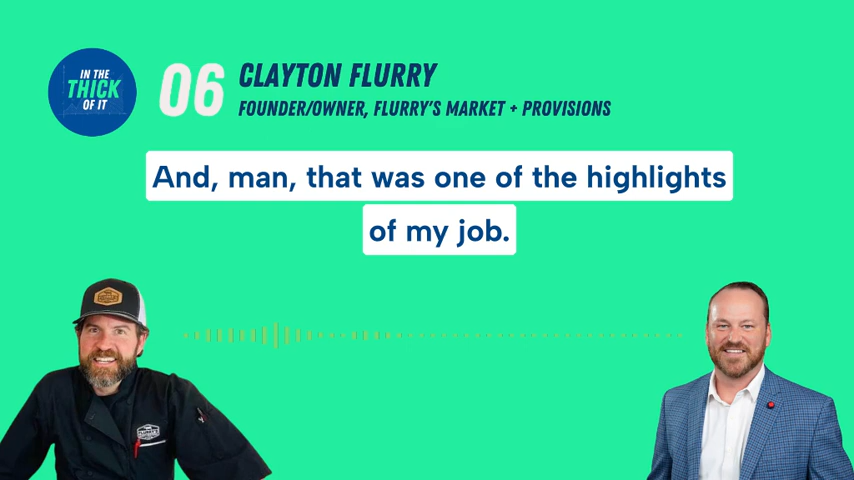 IN THE
THICK
OF IT
06
CLAYTON FLURRY
FOUNDER/OWNER, FLURRY'S MARKET + PROVISIONS
And, man, that was one of the highlights
of my job.